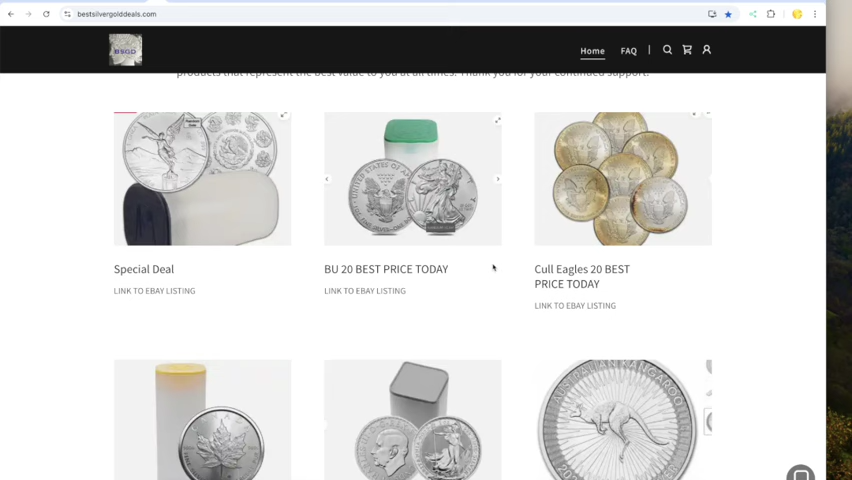 bestsilvergolddeals.com
BSGD
Home
FAQ
products that represent the best value to you at all times. Thank you for your continued support.
Special Deal
LINK TO EBAY LISTING
BU 20 BEST PRICE TODAY
LINK TO EBAY LISTING
Cull Eagles 20 BEST
PRICE TODAY
LINK TO EBAY LISTING
AUSTRALIAN KANGAROO